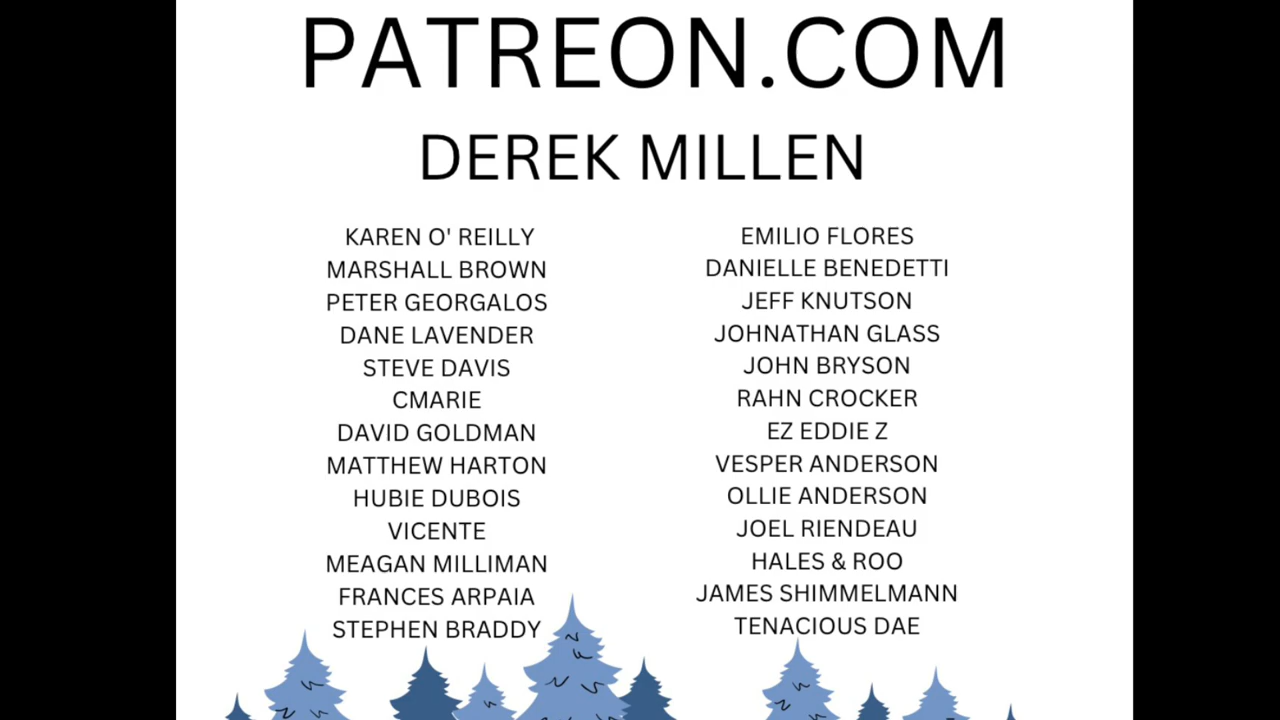 PATREON.COM
DEREK MILLEN
KAREN O' REILLY
MARSHALL BROWN
PETER GEORGALOS
DANE LAVENDER
STEVE DAVIS
CMARIE
DAVID GOLDMAN
MATTHEW HARTON
HUBIE DUBOIS
VICENTE
MEAGAN MILLIMAN
FRANCES ARPAIA
STEPHEN BRADDY
EMILIO FLORES
DANIELLE BENEDETTI
JEFF KNUTSON
JOHNATHAN GLASS
JOHN BRYSON
RAHN CROCKER
EZ EDDIE Z
VESPER ANDERSON
OLLIE ANDERSON
JOEL RIENDEAU
HALES & ROO
JAMES SHIMMELMANN
TENACIOUS DAE